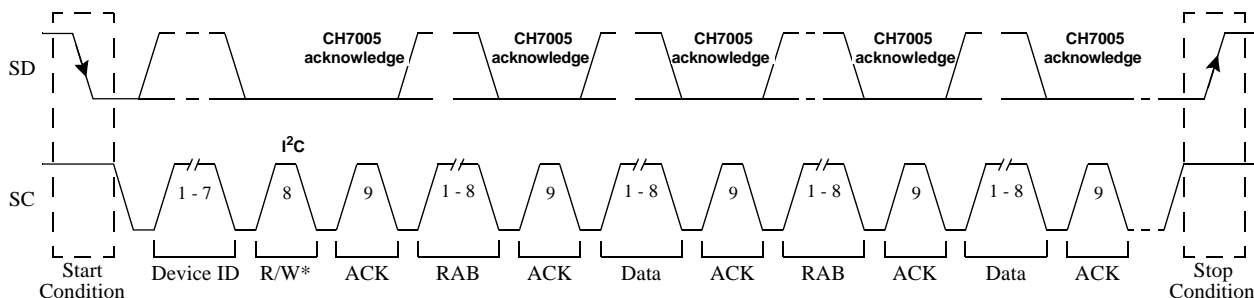 CH7005 CH7005 CH7005 CH7005 CH7005
acknowledge acknowledge acknowledge acknowledge acknowledge
SD
I²C
SC 1 - 7 8 9 1 - 8 9 1 - 8 9 1 - 8 9 1 - 8 9
Start Device ID R/W* ACK RAB ACK Data ACK RAB ACK Data ACK Stop
Condition Condition